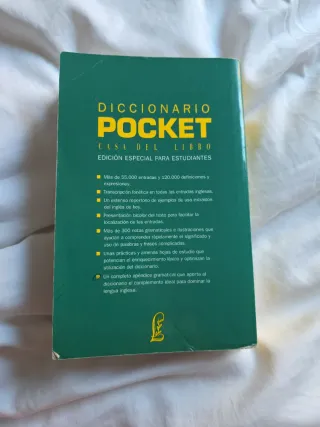 DICCIONARIO
POCKET
CASA DEL LIBRO
EDICIÓN ESPECIAL PARA ESTUDIANTES
Más de 55.000 entradas y 120.000 definiciones y
expresiones.
Transcripción fonética en todas las entradas inglesas.
Un extenso repertorio de ejemplos de uso extraídos
del inglés de hoy.
Presentación tabular del texto para facilitar la
localización de las entradas.
Más de 300 notas gramaticales e ilustraciones que
ayudan a comprender rápidamente el significado y
uso de palabras y frases complicadas.
Unas prácticas y amenas hojas de estudio que
potencian el enriquecimiento léxico y optimizan la
utilización del diccionario.
Un completo apéndice gramatical que aporta al
diccionario el complemento ideal para dominar la
lengua inglesa.